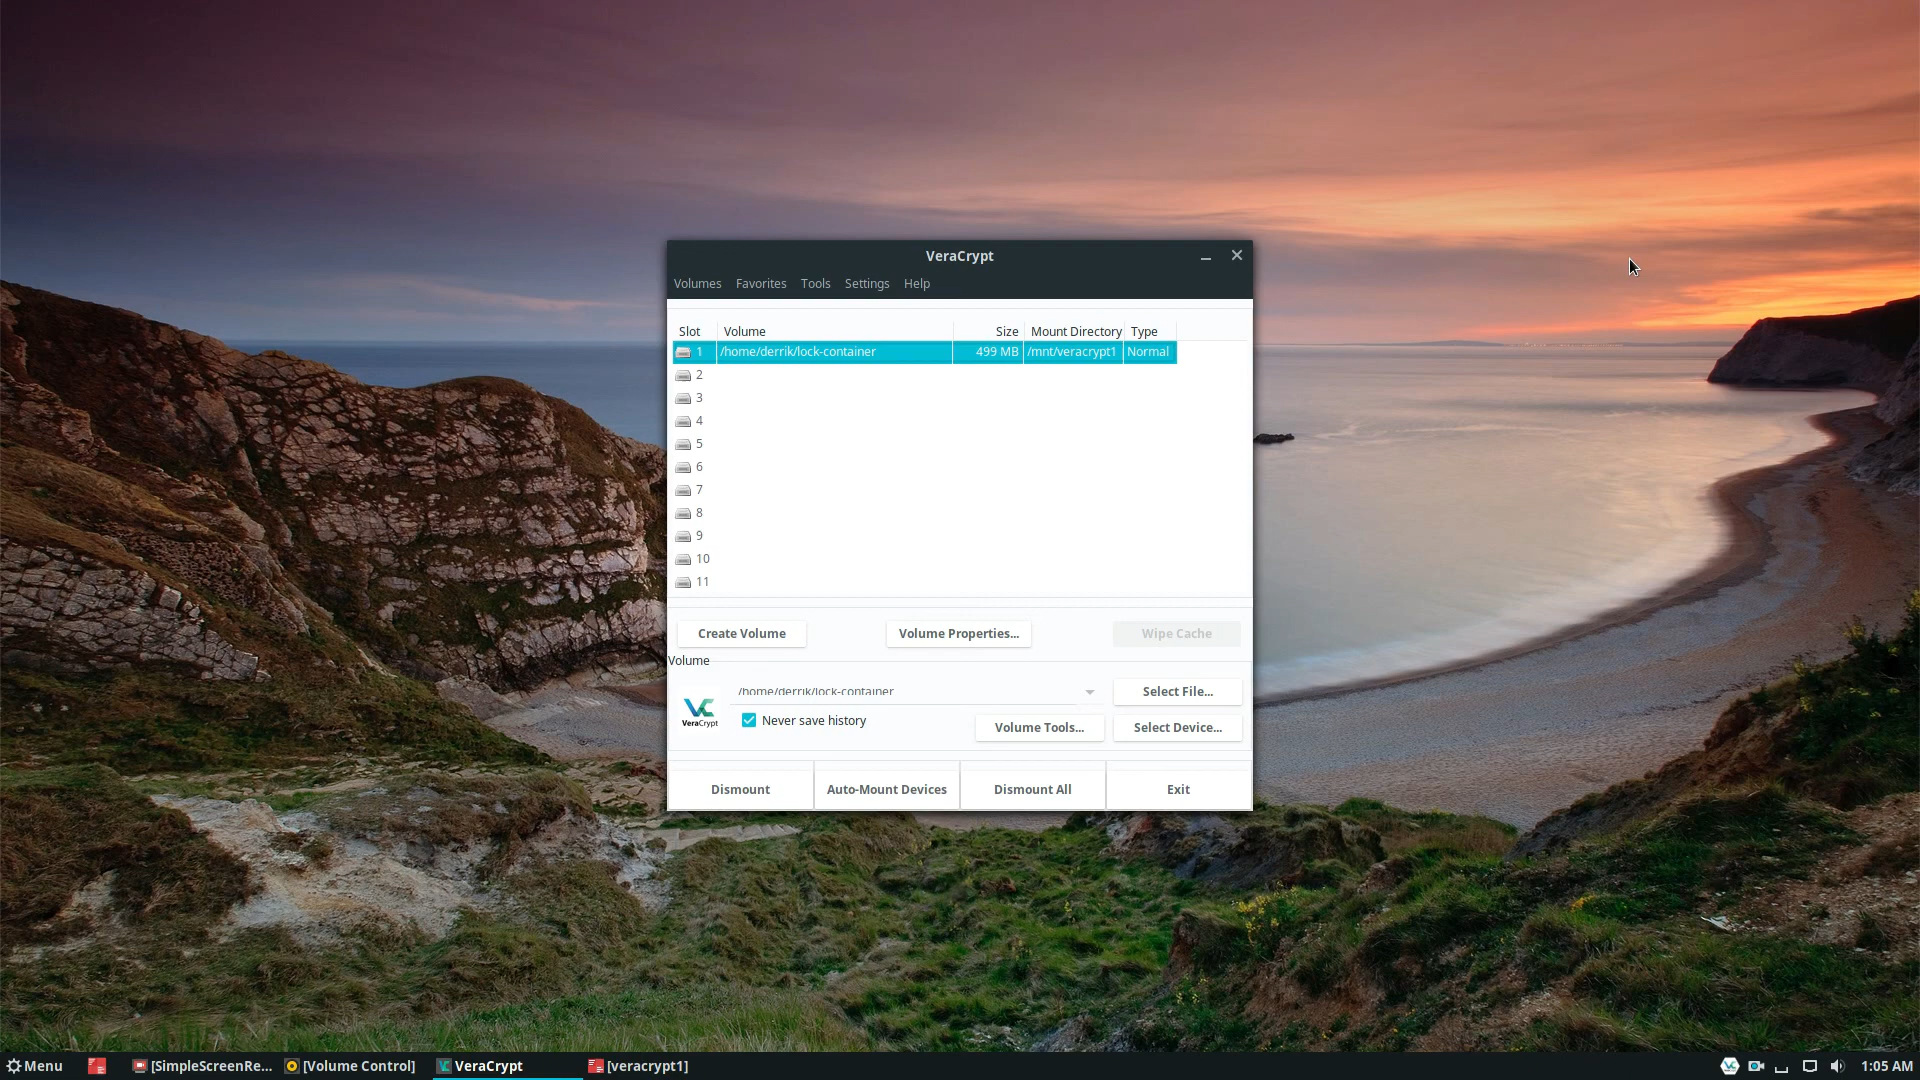 VeraCrypt
Volumes Favorites Tools Settings Help
Slot Volume Size Mount Directory Type
1 /home/derrik/lock-container 499 MB /mnt/veracrypt1 Normal
2
3
4
5
6
7
8
9
10
11
Create Volume Volume Properties... Wipe Cache
Volume
/home/derrik/lock-container Select File...
VeraCrypt
Never save history
Volume Tools... Select Device...
Dismount Auto-Mount Devices Dismount All Exit
Menu [SimpleScreenRe... [Volume Control] VeraCrypt [veracrypt1] 1:05 AM